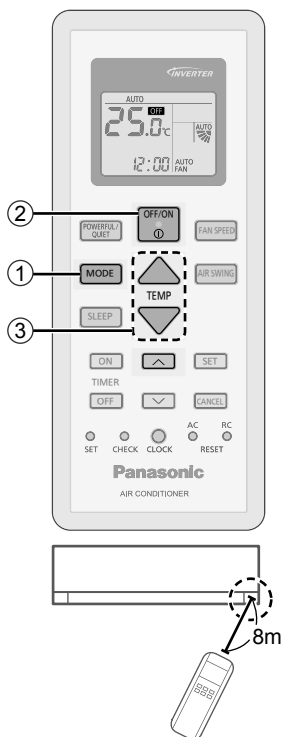 INVERTER
AUTO
OFF
25.0°C
AUTO
12:00 AUTO FAN
② OFF/ON
POWERFUL/QUIET
FAN SPEED
① MODE
AIR SWING
TEMP
③ SLEEP
ON
SET
TIMER
OFF
CANCEL
AC RC
SET CHECK CLOCK RESET
Panasonic
AIR CONDITIONER
8m